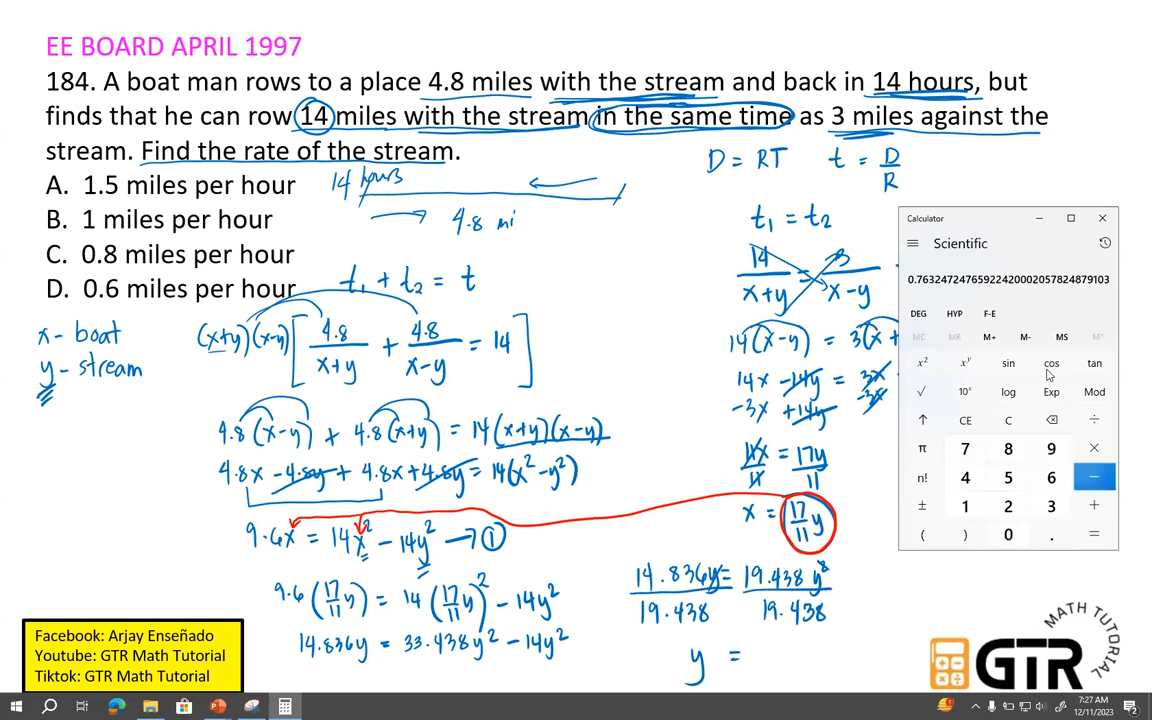 EE BOARD APRIL 1997
184. A boat man rows to a place 4.8 miles with the stream and back in 14 hours, but
finds that he can row 14 miles with the stream in the same time as 3 miles against the
stream. Find the rate of the stream.
A. 1.5 miles per hour
B. 1 miles per hour
C. 0.8 miles per hour
D. 0.6 miles per hour
14 hours
4.8 mi
t₁ + t₂ = t
x - boat
y - stream
(x+y)(x-y) [ 4.8/(x+y) + 4.8/(x-y) = 14 ]
4.8(x-y) + 4.8(x+y) = 14(x+y)(x-y)
4.8x - 4.8y + 4.8x + 4.8y = 14(x² - y²)
9.6x = 14x² - 14y² → ①
9.6(17/11 y) = 14(17/11 y)² - 14y²
14.836y = 33.438y² - 14y²
D = RT t = D/R
t₁ = t₂
14/(x+y) = 3/(x-y)
14(x-y) = 3(x+
14x - 14y = 3x
-3x + 14y -3x
11x/11 = 17y/11
x = 17/11 y
14.836y/19.438 = 19.438y²/19.438
y =
Calculator
Scientific
0.76324724765922420002057824879103
DEG HYP F-E
MC MR M+ M- MS M˅
x² xʸ sin cos tan
√ 10ˣ log Exp Mod
↑ CE C ⌫ ÷
π 7 8 9 ×
n! 4 5 6 −
± 1 2 3 +
( ) 0 . =
Facebook: Arjay Enseñado
Youtube: GTR Math Tutorial
Tiktok: GTR Math Tutorial
GTR
MATH TUTORIAL
7:27 AM
12/11/2023